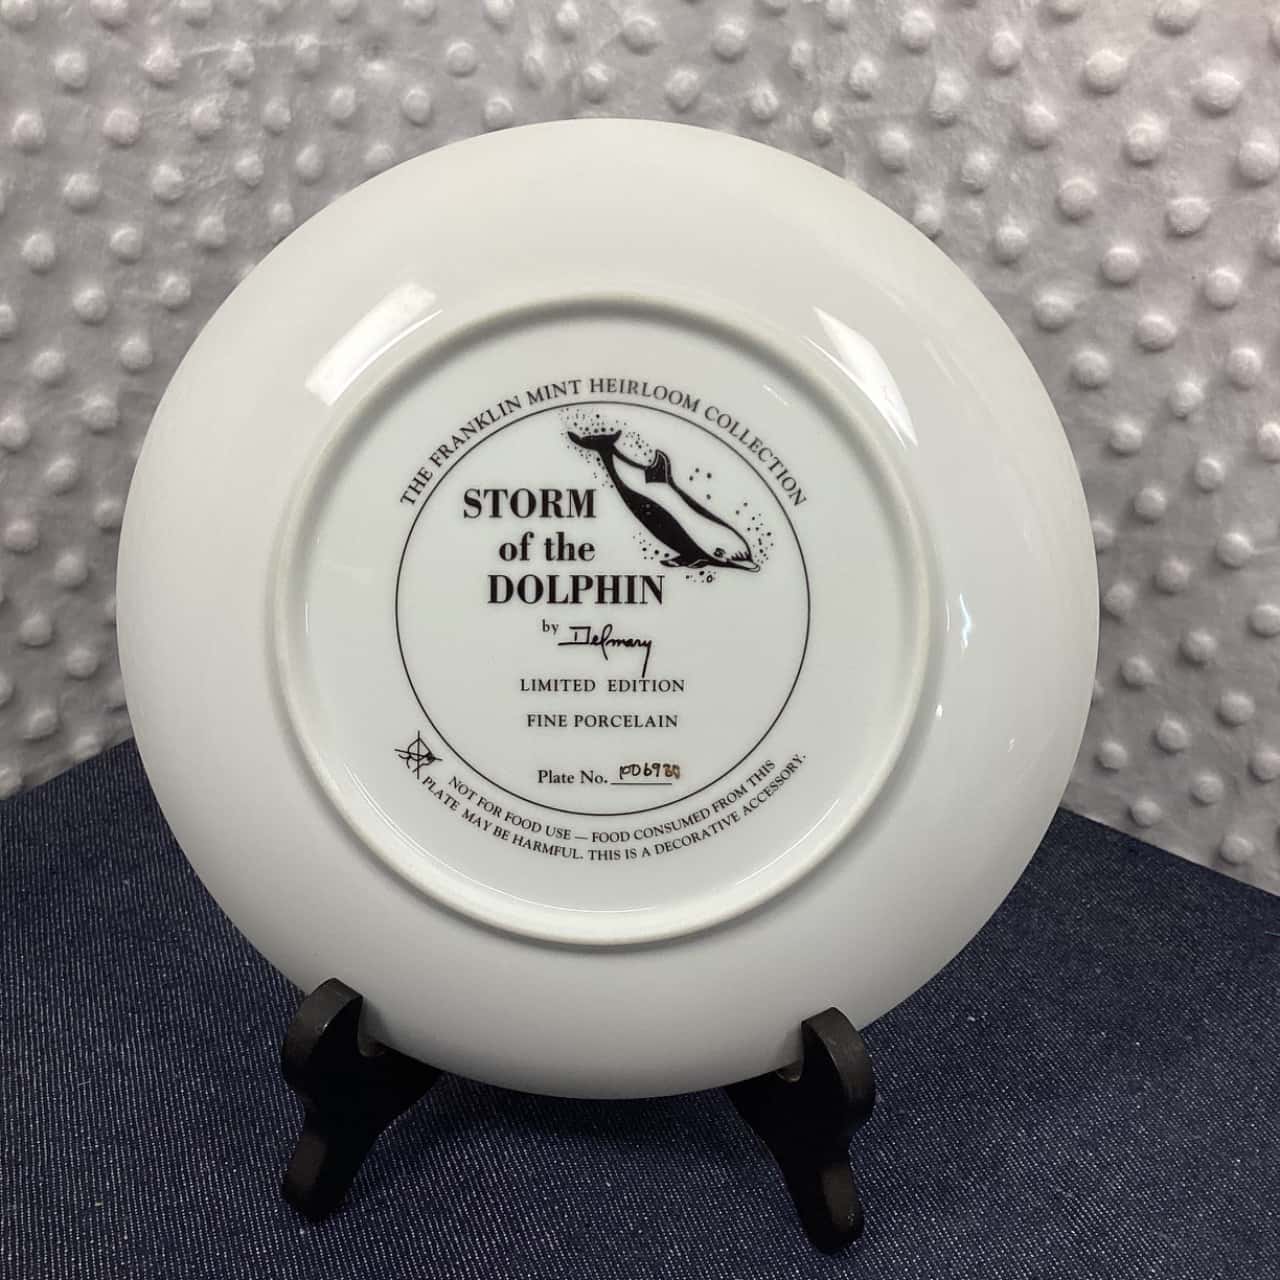 THE FRANKLIN MINT HEIRLOOM COLLECTION
STORM
of the
DOLPHIN
by Delmary
LIMITED EDITION
FINE PORCELAIN
Plate No.
NOT FOR FOOD USE — FOOD CONSUMED FROM THIS
PLATE MAY BE HARMFUL. THIS IS A DECORATIVE ACCESSORY.